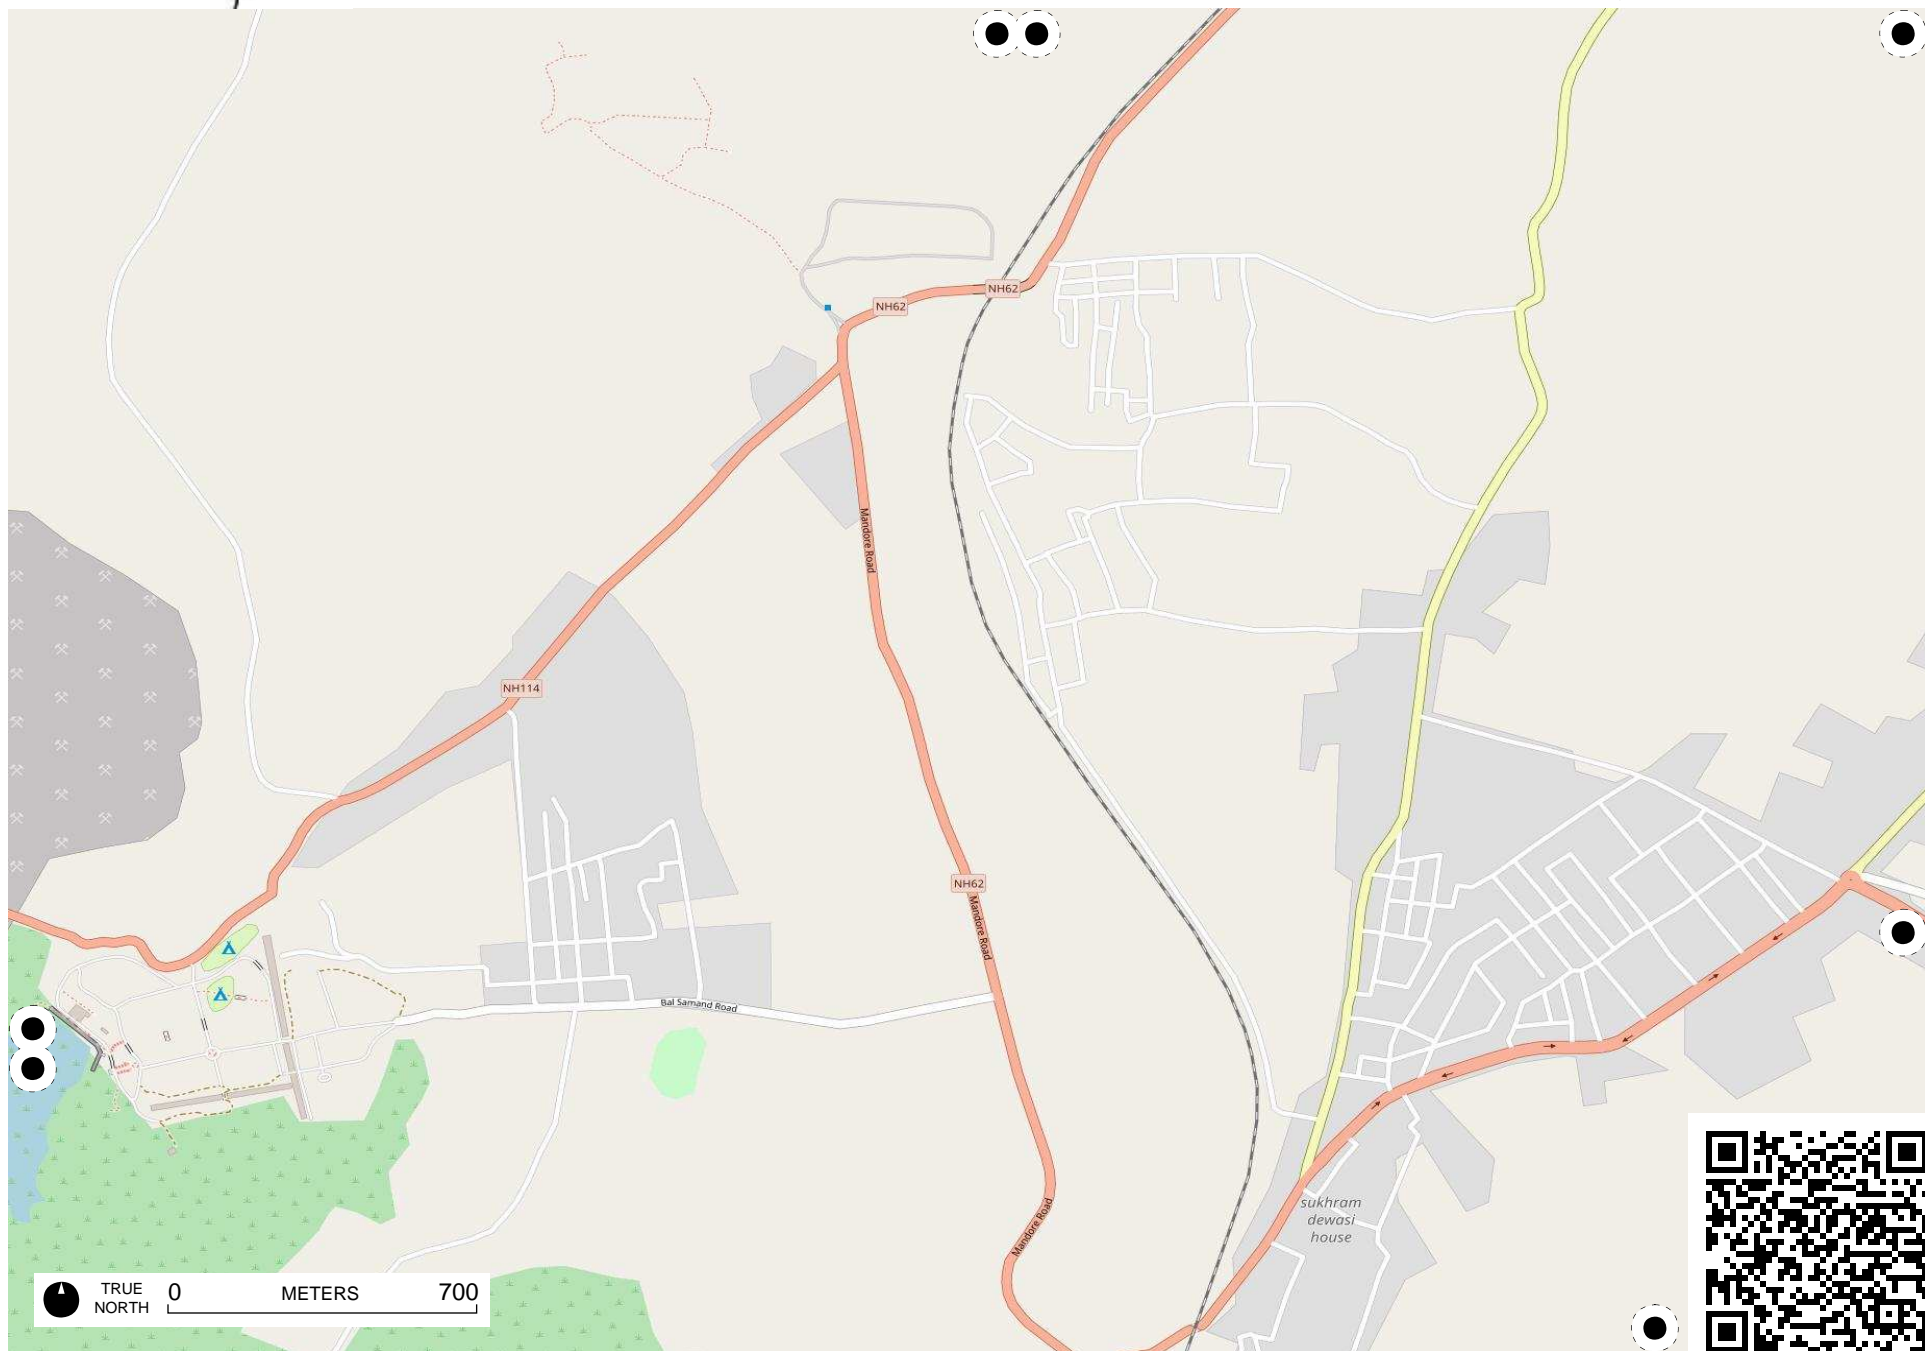 NH62
NH62
Mandore Road
NH114
NH62
Mandore Road
Bal Samand Road
Mandore Road
sukhram
dewasi
house
TRUE
NORTH
0 METERS 700